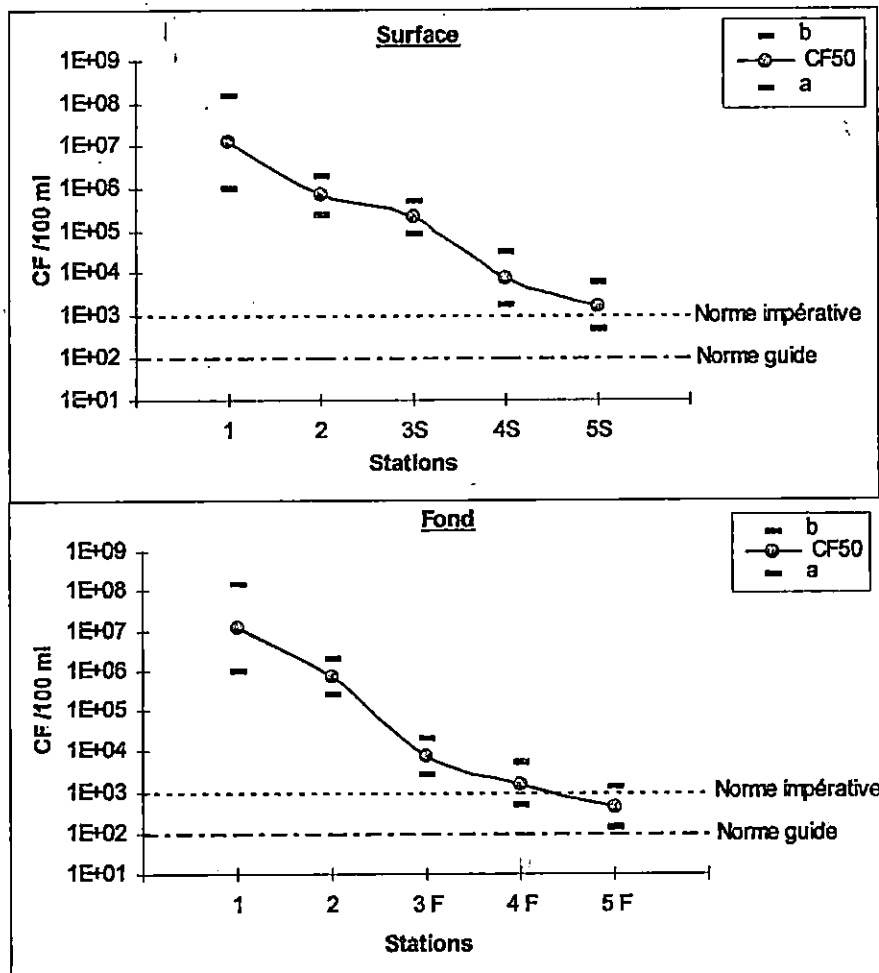 Surface
b
CF50
a
1E+09
1E+08
1E+07
1E+06
1E+05
1E+04
1E+03
1E+02
1E+01
CF /100 ml
Norme impérative
Norme guide
1 2 3S 4S 5S
Stations
Fond
b
CF50
a
1E+09
1E+08
1E+07
1E+06
1E+05
1E+04
1E+03
1E+02
1E+01
CF /100 ml
Norme impérative
Norme guide
1 2 3 F 4 F 5 F
Stations